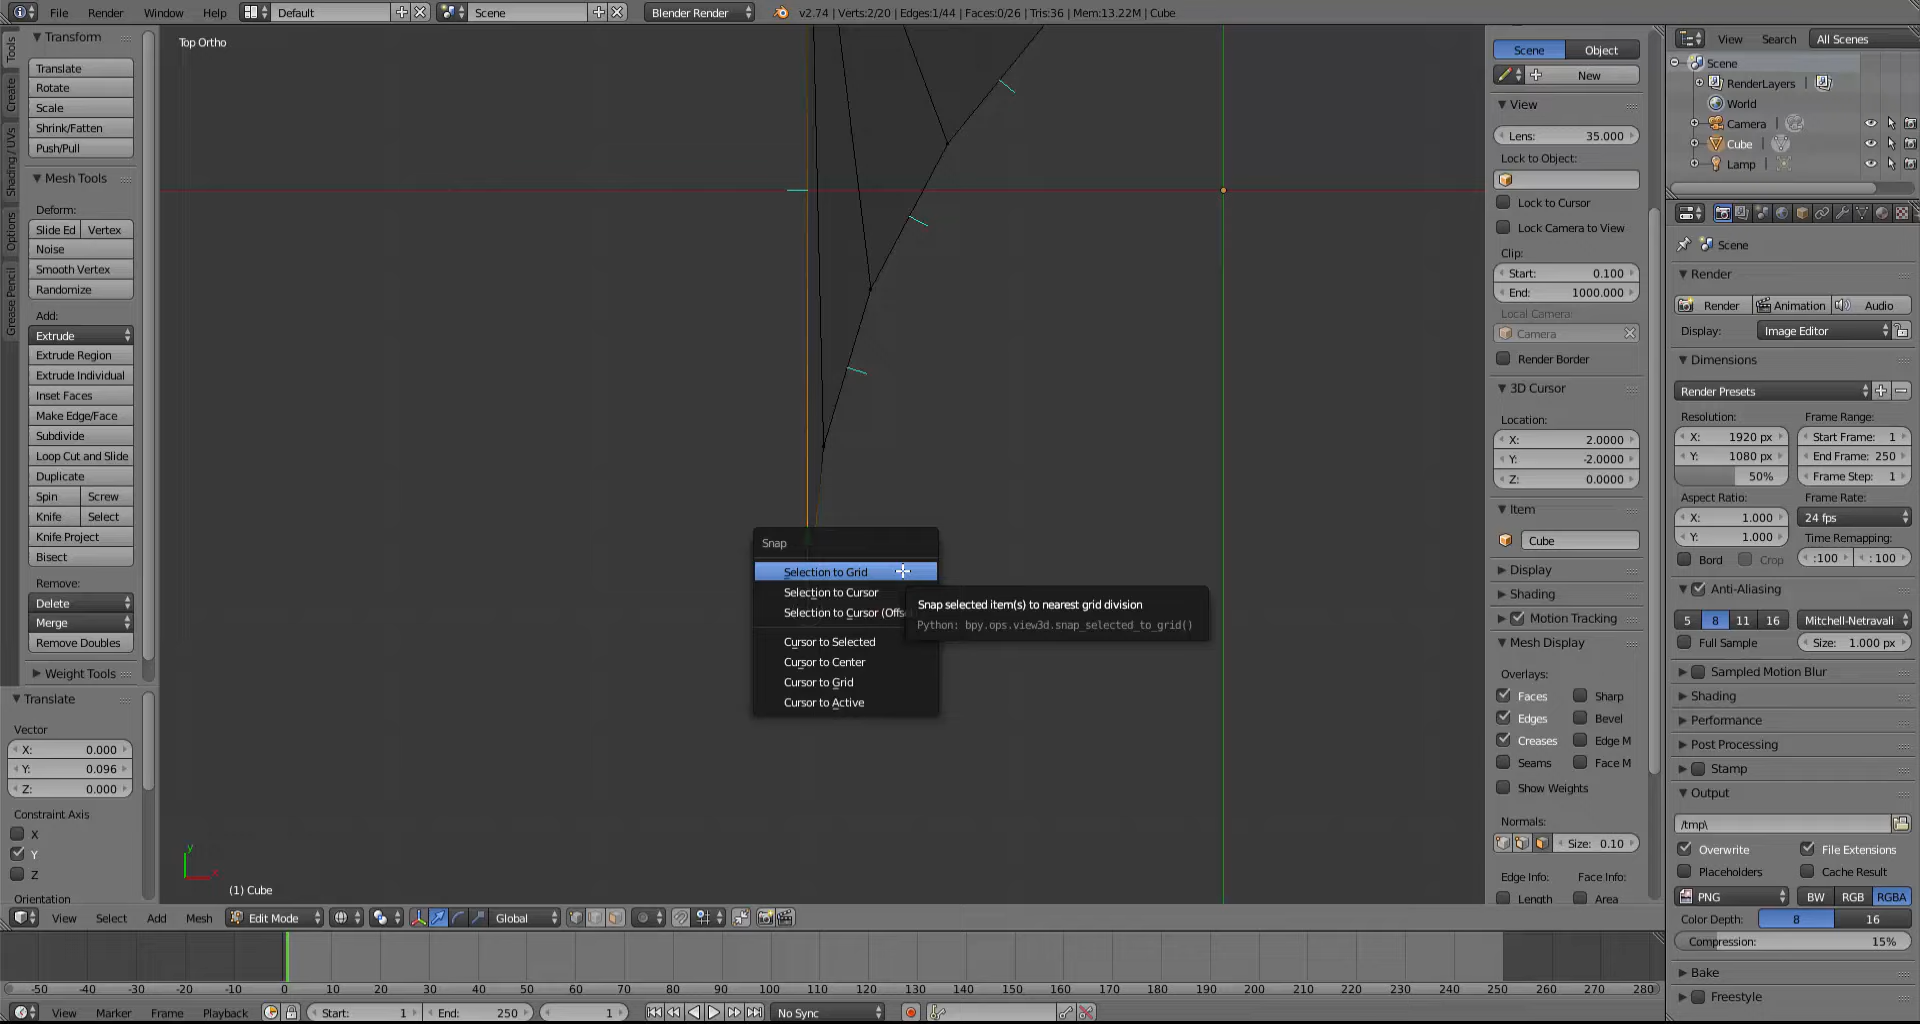 File Render Window Help Default Scene Blender Render v2.74 | Verts:2/20 | Edges:1/44 | Faces:0/26 | Tris:36 | Mem:13.22M | Cube
Tools
Create
Shading / UVs
Options
Grease Pencil
Transform
Translate
Rotate
Scale
Shrink/Fatten
Push/Pull
Mesh Tools
Deform:
Slide Ed Vertex
Noise
Smooth Vertex
Randomize
Add:
Extrude
Extrude Region
Extrude Individual
Inset Faces
Make Edge/Face
Subdivide
Loop Cut and Slide
Duplicate
Spin Screw
Knife Select
Knife Project
Bisect
Remove:
Delete
Merge
Remove Doubles
Weight Tools
Translate
Vector
X: 0.000
Y: 0.096
Z: 0.000
Constraint Axis
X
Y
Z
Orientation
Top Ortho
Snap
Selection to Grid
Selection to Cursor
Selection to Cursor (Offs
Cursor to Selected
Cursor to Center
Cursor to Grid
Cursor to Active
Snap selected item(s) to nearest grid division
Python: bpy.ops.view3d.snap_selected_to_grid()
y
x
(1) Cube
Scene Object
New
View
Lens: 35.000
Lock to Object:
Lock to Cursor
Lock Camera to View
Clip:
Start: 0.100
End: 1000.000
Local Camera:
Camera
Render Border
3D Cursor
Location:
X: 2.0000
Y: -2.0000
Z: 0.0000
Item
Cube
Display
Shading
Motion Tracking
Mesh Display
Overlays:
Faces Sharp
Edges Bevel
Creases Edge M
Seams Face M
Show Weights
Normals:
Size: 0.10
Edge Info: Face Info:
Length Area
View Search All Scenes
Scene
RenderLayers
World
Camera
Cube
Lamp
Scene
Render
Render Animation Audio
Display: Image Editor
Dimensions
Render Presets
Resolution: Frame Range:
X: 1920 px Start Frame: 1
Y: 1080 px End Frame: 250
50% Frame Step: 1
Aspect Ratio: Frame Rate:
X: 1.000 24 fps
Y: 1.000 Time Remapping:
Bord Crop :100 : 100
Anti-Aliasing
5 8 11 16 Mitchell-Netravali
Full Sample Size: 1.000 px
Sampled Motion Blur
Shading
Performance
Post Processing
Stamp
Output
/tmp\
Overwrite File Extensions
Placeholders Cache Result
PNG BW RGB RGBA
Color Depth: 8 16
Compression: 15%
Bake
Freestyle
View Select Add Mesh Edit Mode Global
-50 -40 -30 -20 -10 0 10 20 30 40 50 60 70 80 90 100 110 120 130 140 150 160 170 180 190 200 210 220 230 240 250 260 270 280
View Marker Frame Playback Start: 1 End: 250 1 No Sync